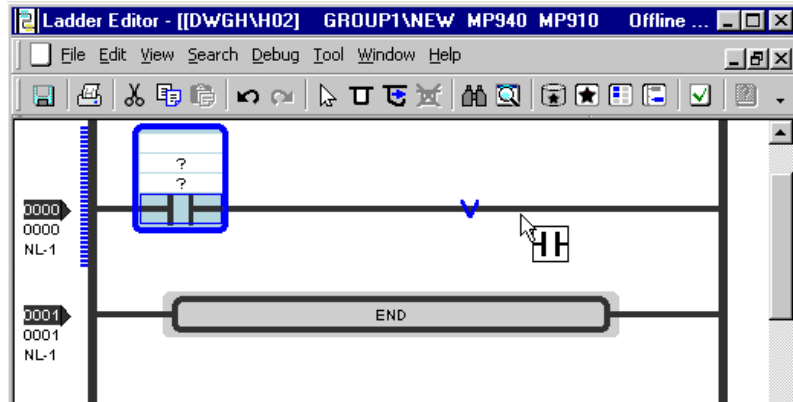 Ladder Editor - [[DWGH\H02] GROUP1\NEW MP940 MP910 Offline ...
File Edit View Search Debug Tool Window Help
?
?
0000
0000
NL-1
0001
END
0001
NL-1